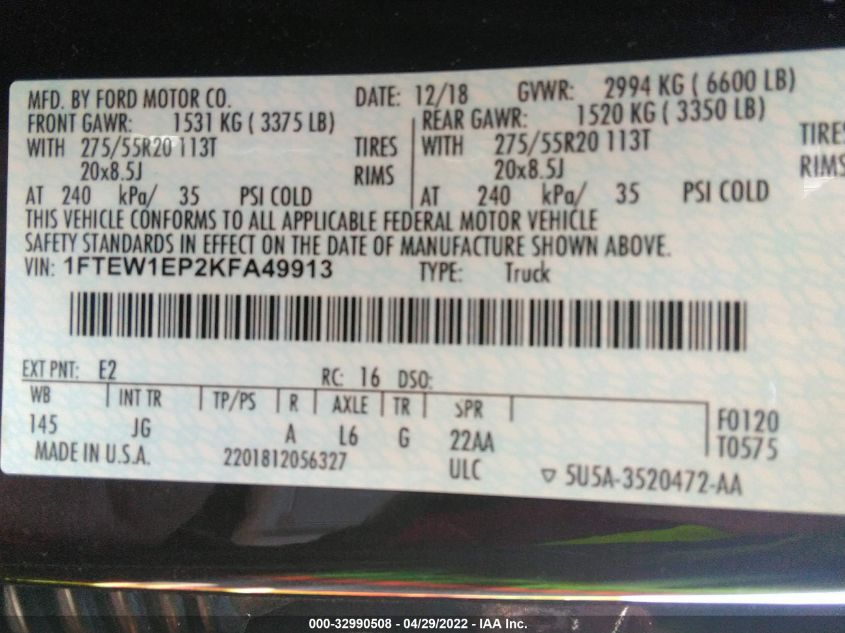 MFD. BY FORD MOTOR CO. DATE: 12/18 GVWR: 2994 KG ( 6600 LB)
FRONT GAWR: 1531 KG ( 3375 LB) REAR GAWR: 1520 KG ( 3350 LB)
WITH 275/55R20 113T TIRES WITH 275/55R20 113T TIRES
20x8.5J RIMS 20x8.5J RIMS
AT 240 kPa/ 35 PSI COLD AT 240 kPa/ 35 PSI COLD
THIS VEHICLE CONFORMS TO ALL APPLICABLE FEDERAL MOTOR VEHICLE
SAFETY STANDARDS IN EFFECT ON THE DATE OF MANUFACTURE SHOWN ABOVE.
VIN: 1FTEW1EP2KFA49913 TYPE: Truck
EXT PNT: E2 RC: 16 DSO:
WB INT TR TP/PS R AXLE TR SPR F0120
145 JG A L6 G 22AA T0575
MADE IN U.S.A. 2201812056327 ULC ▽ 5U5A-3520472-AA
000-32990508 - 04/29/2022 - IAA Inc.